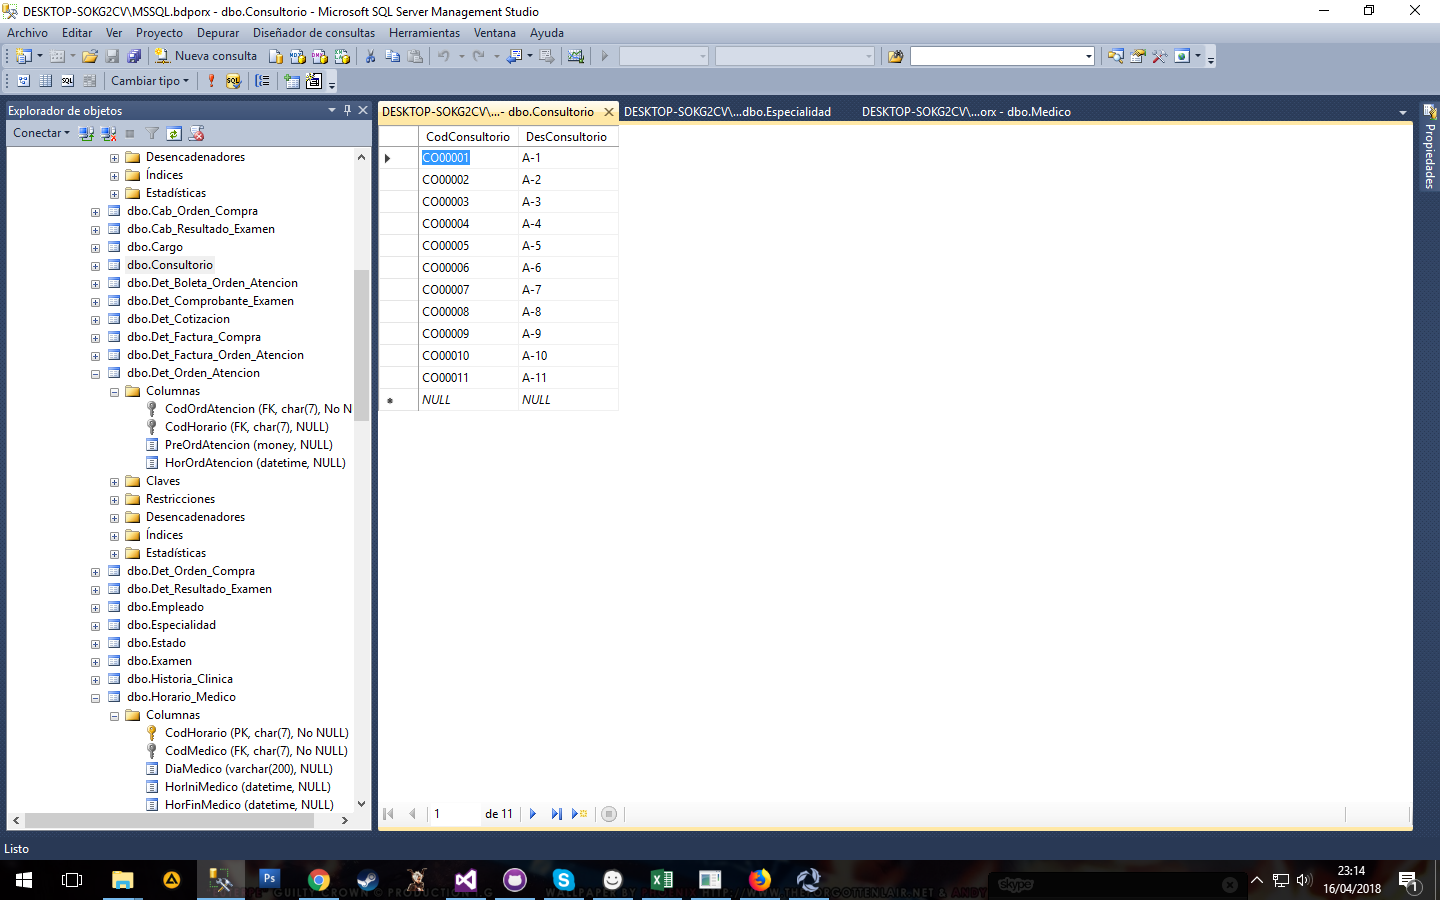 DESKTOP-SOKG2CV\MSSQL.bdporx - dbo.Consultorio - Microsoft SQL Server Management Studio
Archivo Editar Ver Proyecto Depurar Diseñador de consultas Herramientas Ventana Ayuda
Nueva consulta
Cambiar tipo
Explorador de objetos
Conectar
Desencadenadores
Índices
Estadísticas
dbo.Cab_Orden_Compra
dbo.Cab_Resultado_Examen
dbo.Cargo
dbo.Consultorio
dbo.Det_Boleta_Orden_Atencion
dbo.Det_Comprobante_Examen
dbo.Det_Cotizacion
dbo.Det_Factura_Compra
dbo.Det_Factura_Orden_Atencion
dbo.Det_Orden_Atencion
Columnas
CodOrdAtencion (FK, char(7), No N
CodHorario (FK, char(7), NULL)
PreOrdAtencion (money, NULL)
HorOrdAtencion (datetime, NULL)
Claves
Restricciones
Desencadenadores
Índices
Estadísticas
dbo.Det_Orden_Compra
dbo.Det_Resultado_Examen
dbo.Empleado
dbo.Especialidad
dbo.Estado
dbo.Examen
dbo.Historia_Clinica
dbo.Horario_Medico
Columnas
CodHorario (PK, char(7), No NULL)
CodMedico (FK, char(7), No NULL)
DiaMedico (varchar(200), NULL)
HorIniMedico (datetime, NULL)
HorFinMedico (datetime, NULL)
DESKTOP-SOKG2CV\...- dbo.Consultorio DESKTOP-SOKG2CV\...dbo.Especialidad DESKTOP-SOKG2CV\...orx - dbo.Medico
CodConsultorio DesConsultorio
CO00001 A-1
CO00002 A-2
CO00003 A-3
CO00004 A-4
CO00005 A-5
CO00006 A-6
CO00007 A-7
CO00008 A-8
CO00009 A-9
CO00010 A-10
CO00011 A-11
NULL NULL
1 de 11
Propiedades
Listo
Ps
skype
23:14
16/04/2018
1